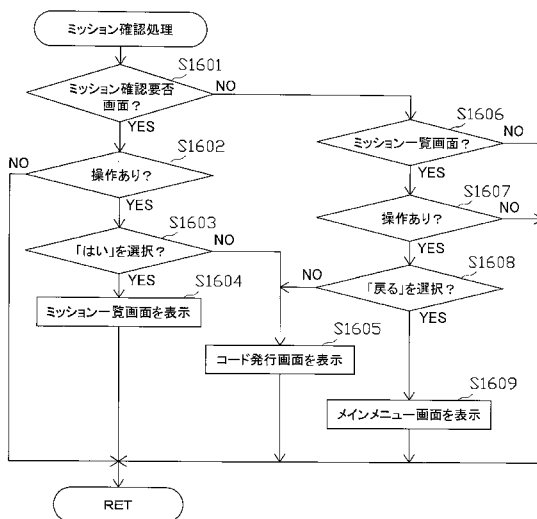 ミッション確認処理
S1601
ミッション確認要否
画面?
NO
YES
S1602
操作あり?
NO
YES
S1603
「はい」を選択?
NO
YES
S1604
ミッション一覧画面を表示
S1605
コード発行画面を表示
S1606
ミッション一覧画面?
NO
YES
S1607
操作あり?
NO
YES
S1608
「戻る」を選択?
NO
YES
S1609
メインメニュー画面を表示
RET